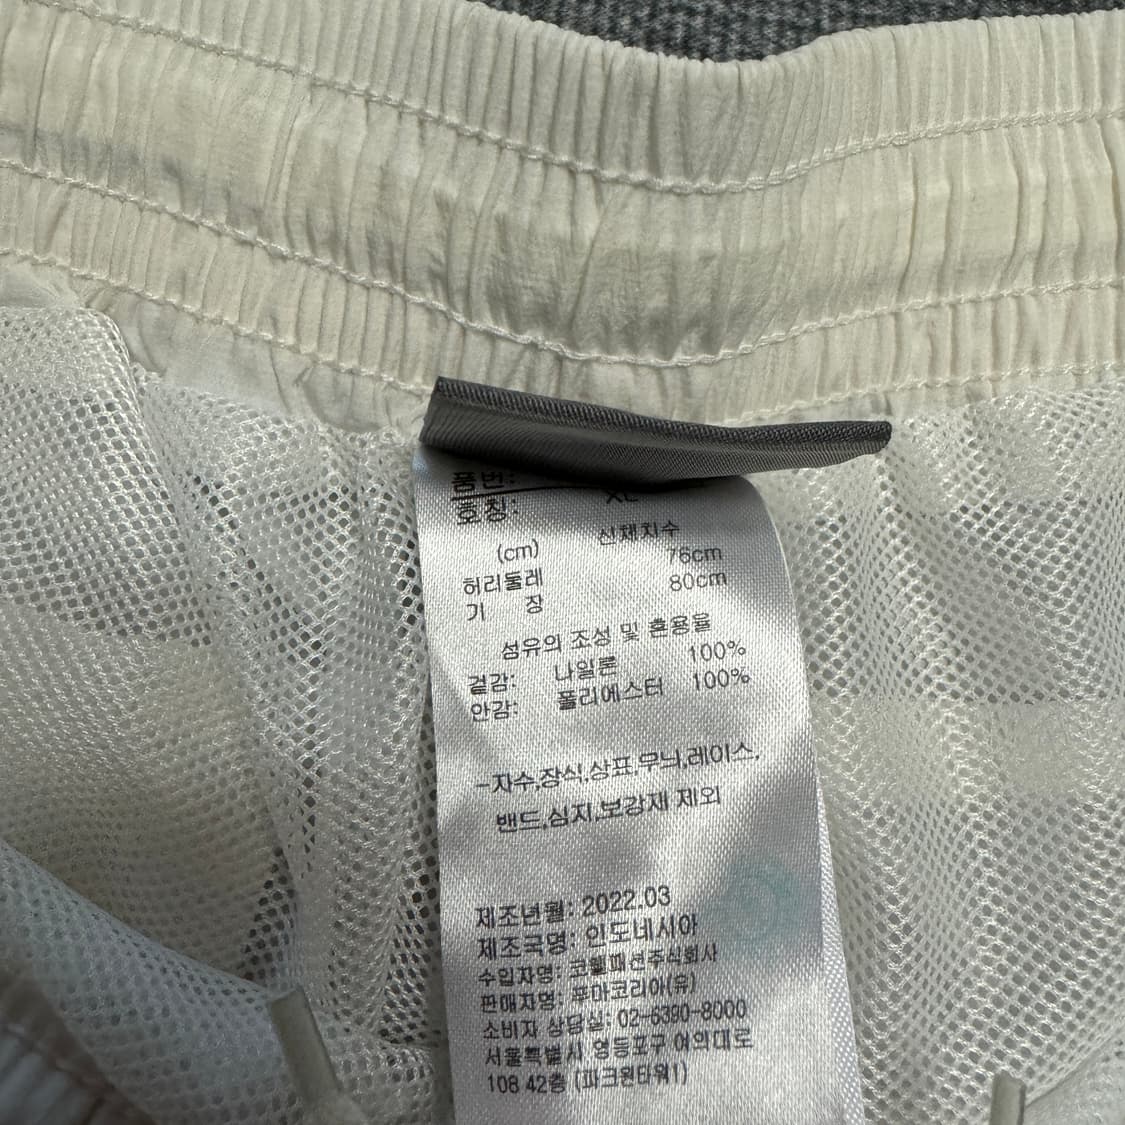 품번:
호칭: XL
(cm) 신체치수
허리둘레 76cm
기 장 80cm
섬유의 조성 및 혼용율
겉감: 나일론 100%
안감: 폴리에스터 100%
-자수,장식,상표,무늬,레이스,
밴드,심지,보강재 제외
제조년월: 2022.03
제조국명: 인도네시아
수입자명: 코웰패션주식회사
판매자명: 푸마코리아(유)
소비자 상담실: 02-6390-8000
서울특별시 영등포구 여의대로
108 42층 (파크원타워1)